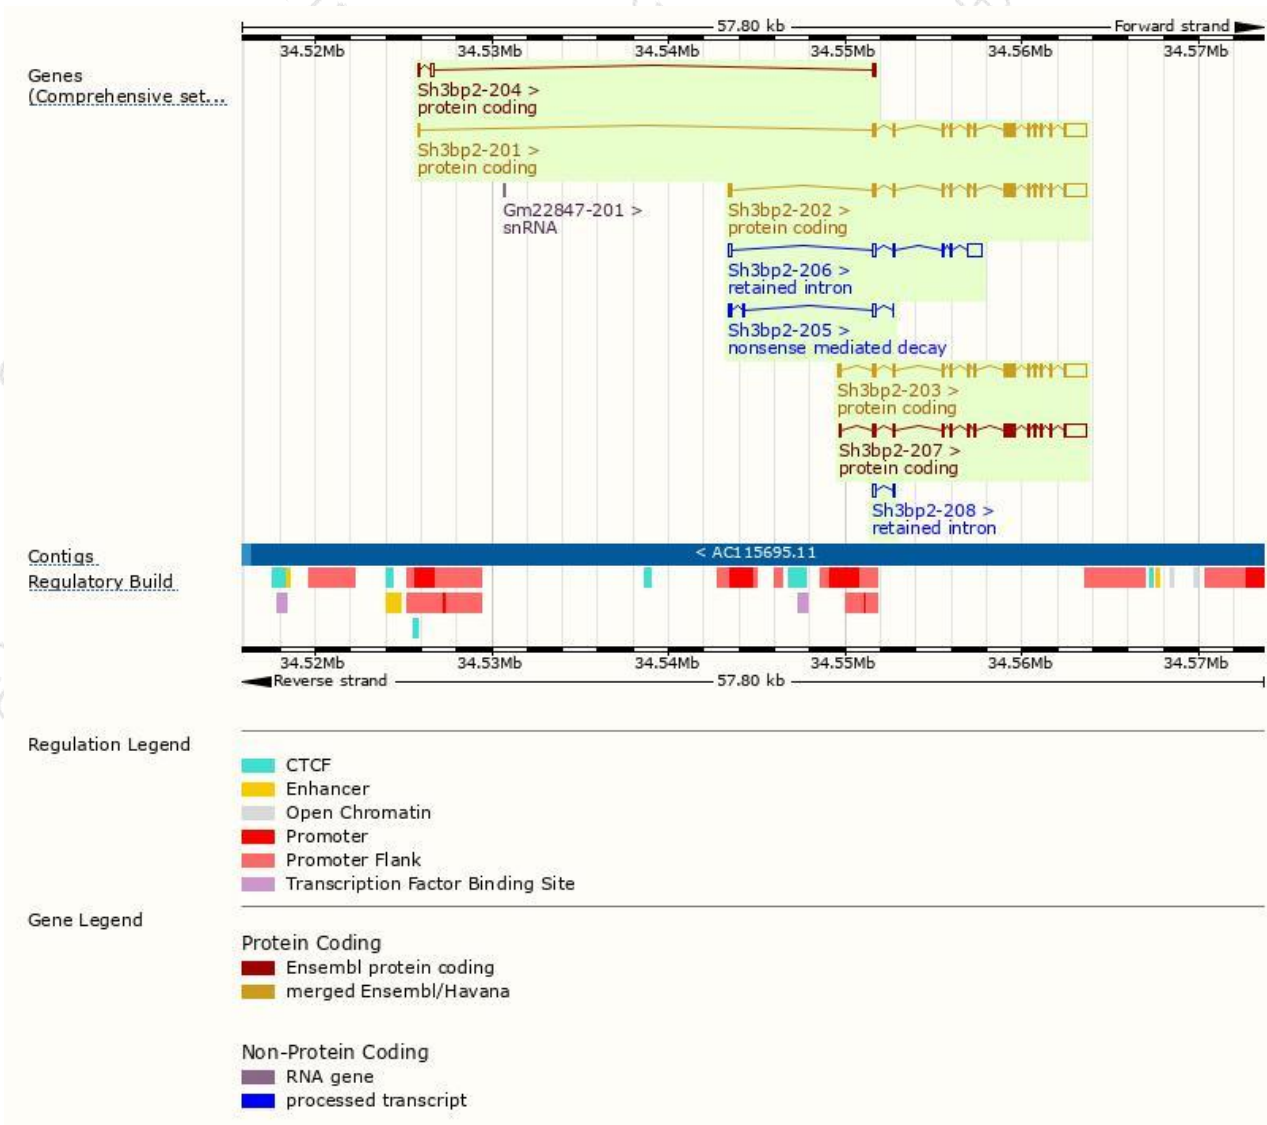 57.80 kb
Forward strand
34.52Mb 34.53Mb 34.54Mb 34.55Mb 34.56Mb 34.57Mb
Genes
(Comprehensive set...
Sh3bp2-204 >
protein coding
Sh3bp2-201 >
protein coding
Gm22847-201 >
snRNA
Sh3bp2-202 >
protein coding
Sh3bp2-206 >
retained intron
Sh3bp2-205 >
nonsense mediated decay
Sh3bp2-203 >
protein coding
Sh3bp2-207 >
protein coding
Sh3bp2-208 >
retained intron
Contigs
< AC115695.11
Regulatory Build
34.52Mb 34.53Mb 34.54Mb 34.55Mb 34.56Mb 34.57Mb
Reverse strand
57.80 kb
Regulation Legend
CTCF
Enhancer
Open Chromatin
Promoter
Promoter Flank
Transcription Factor Binding Site
Gene Legend
Protein Coding
Ensembl protein coding
merged Ensembl/Havana
Non-Protein Coding
RNA gene
processed transcript